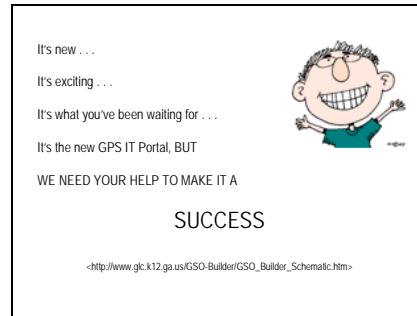 It's new . . .
It's exciting . . .
It's what you've been waiting for . . .
It's the new GPS IT Portal, BUT
WE NEED YOUR HELP TO MAKE IT A
SUCCESS
<http://www.glc.k12.ga.us/GSO-Builder/GSO_Builder_Schematic.htm>